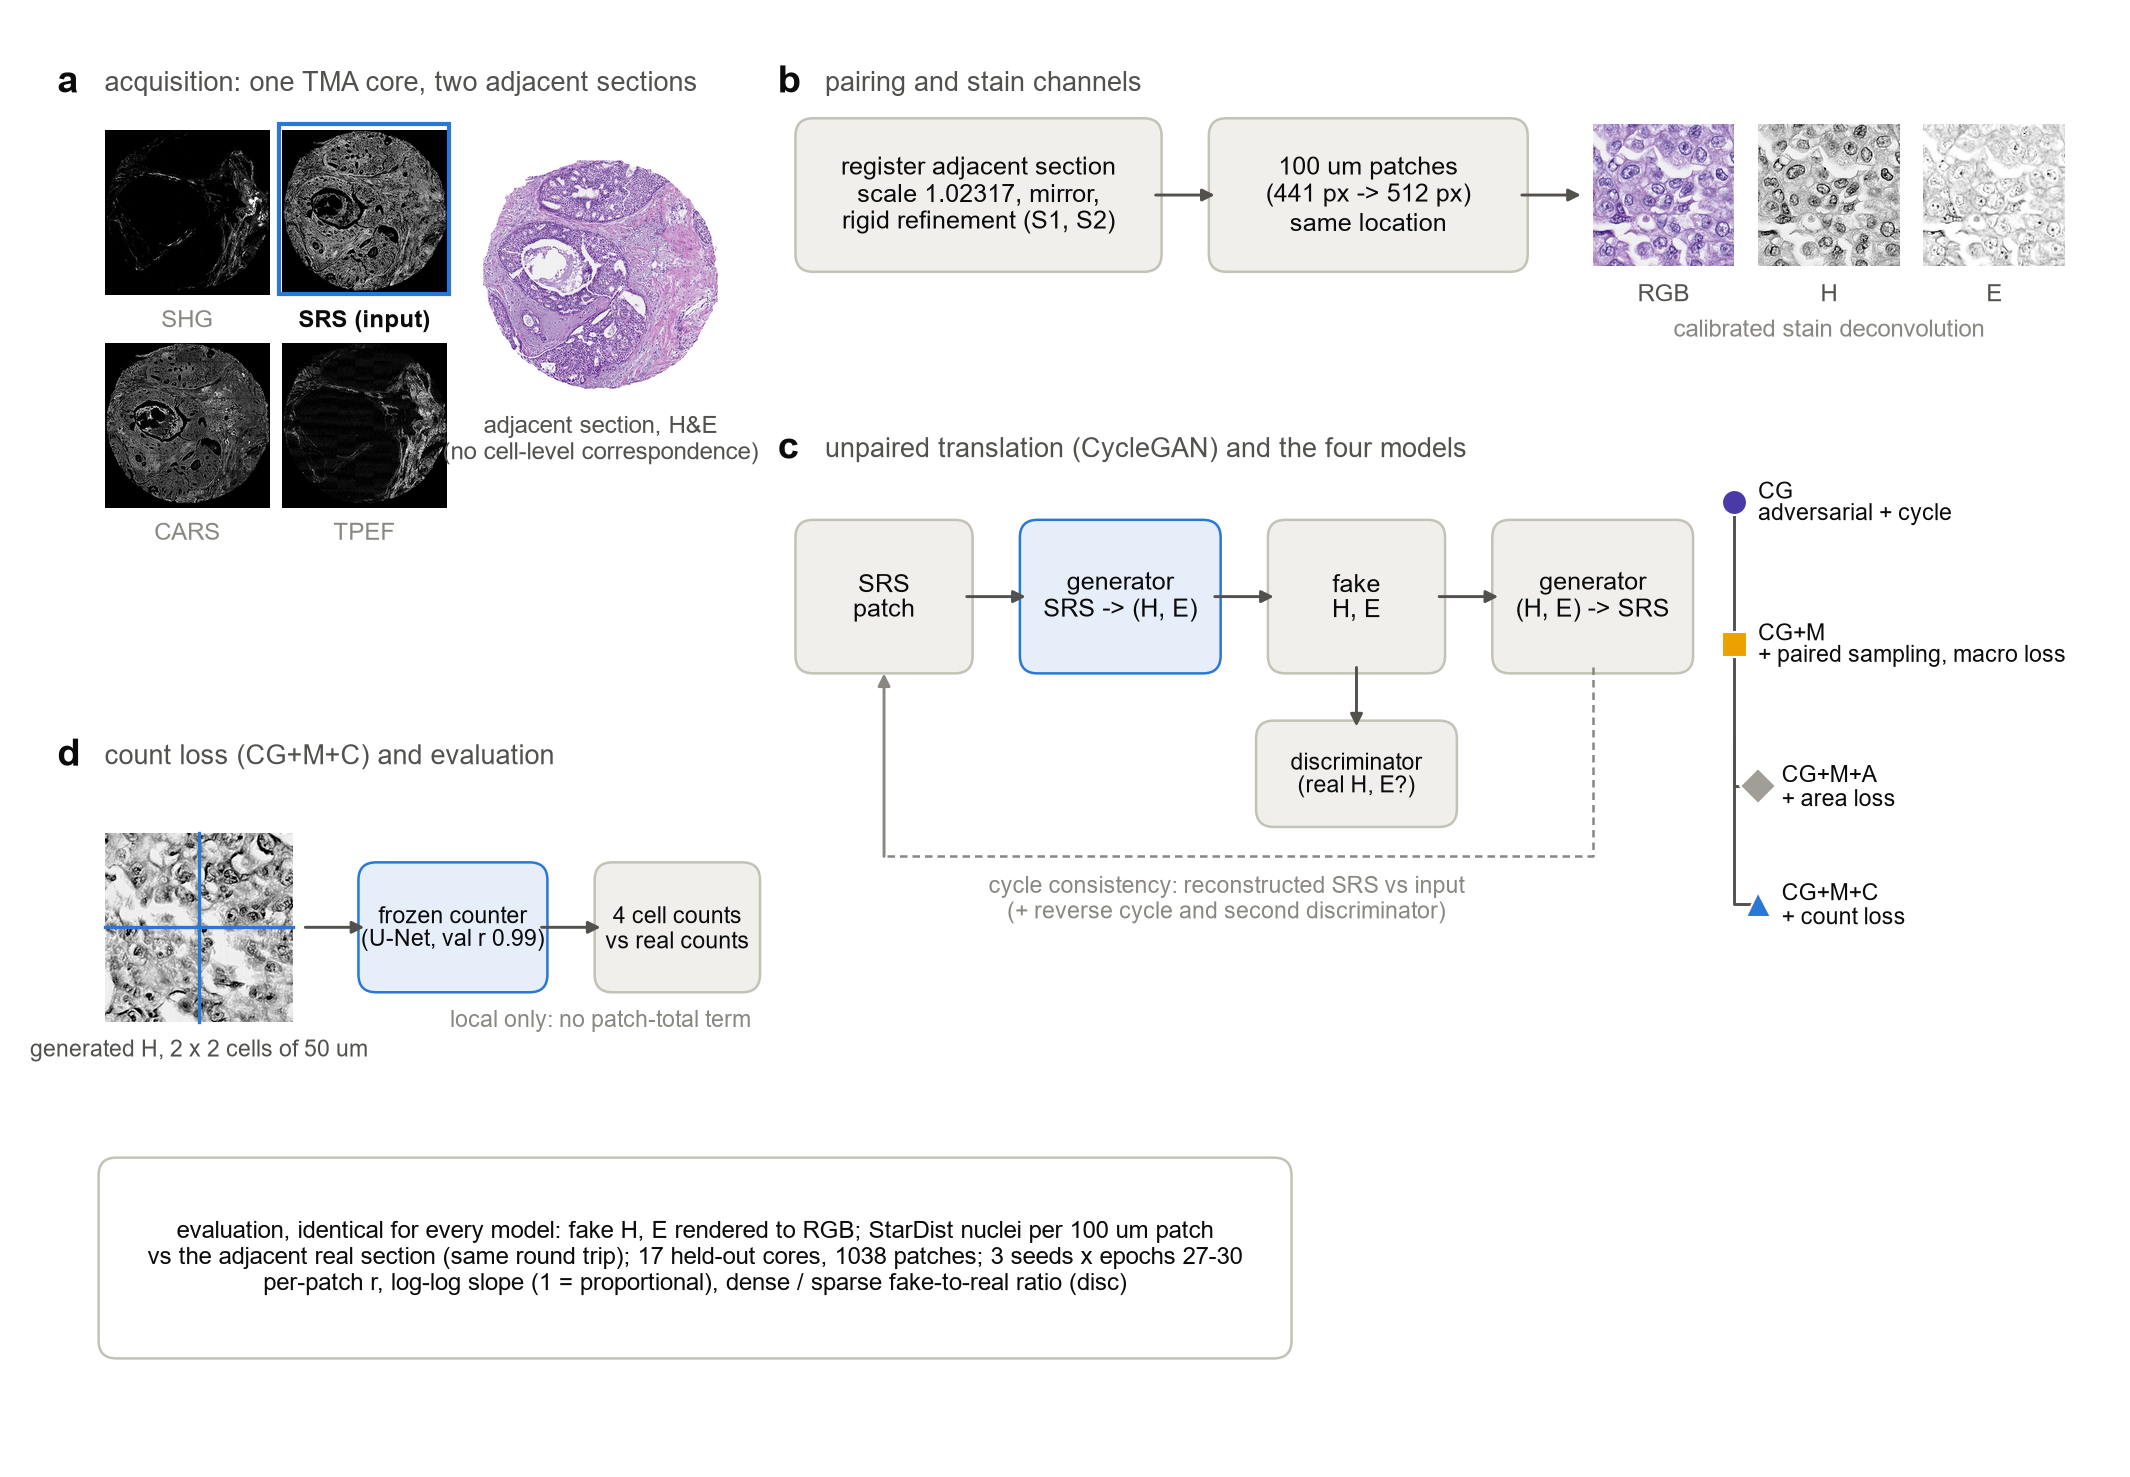 a acquisition: one TMA core, two adjacent sections
SHG
SRS (input)
CARS
TPEF
adjacent section, H&E
(no cell-level correspondence)
b pairing and stain channels
register adjacent section
scale 1.02317, mirror,
rigid refinement (S1, S2)
100 um patches
(441 px -> 512 px)
same location
RGB
H
E
calibrated stain deconvolution
c unpaired translation (CycleGAN) and the four models
SRS
patch
generator
SRS -> (H, E)
fake
H, E
generator
(H, E) -> SRS
discriminator
(real H, E?)
cycle consistency: reconstructed SRS vs input
(+ reverse cycle and second discriminator)
CG
adversarial + cycle
CG+M
+ paired sampling, macro loss
CG+M+A
+ area loss
CG+M+C
+ count loss
d count loss (CG+M+C) and evaluation
generated H, 2 x 2 cells of 50 um
frozen counter
(U-Net, val r 0.99)
4 cell counts
vs real counts
local only: no patch-total term
evaluation, identical for every model: fake H, E rendered to RGB; StarDist nuclei per 100 um patch
vs the adjacent real section (same round trip); 17 held-out cores, 1038 patches; 3 seeds x epochs 27-30
per-patch r, log-log slope (1 = proportional), dense / sparse fake-to-real ratio (disc)